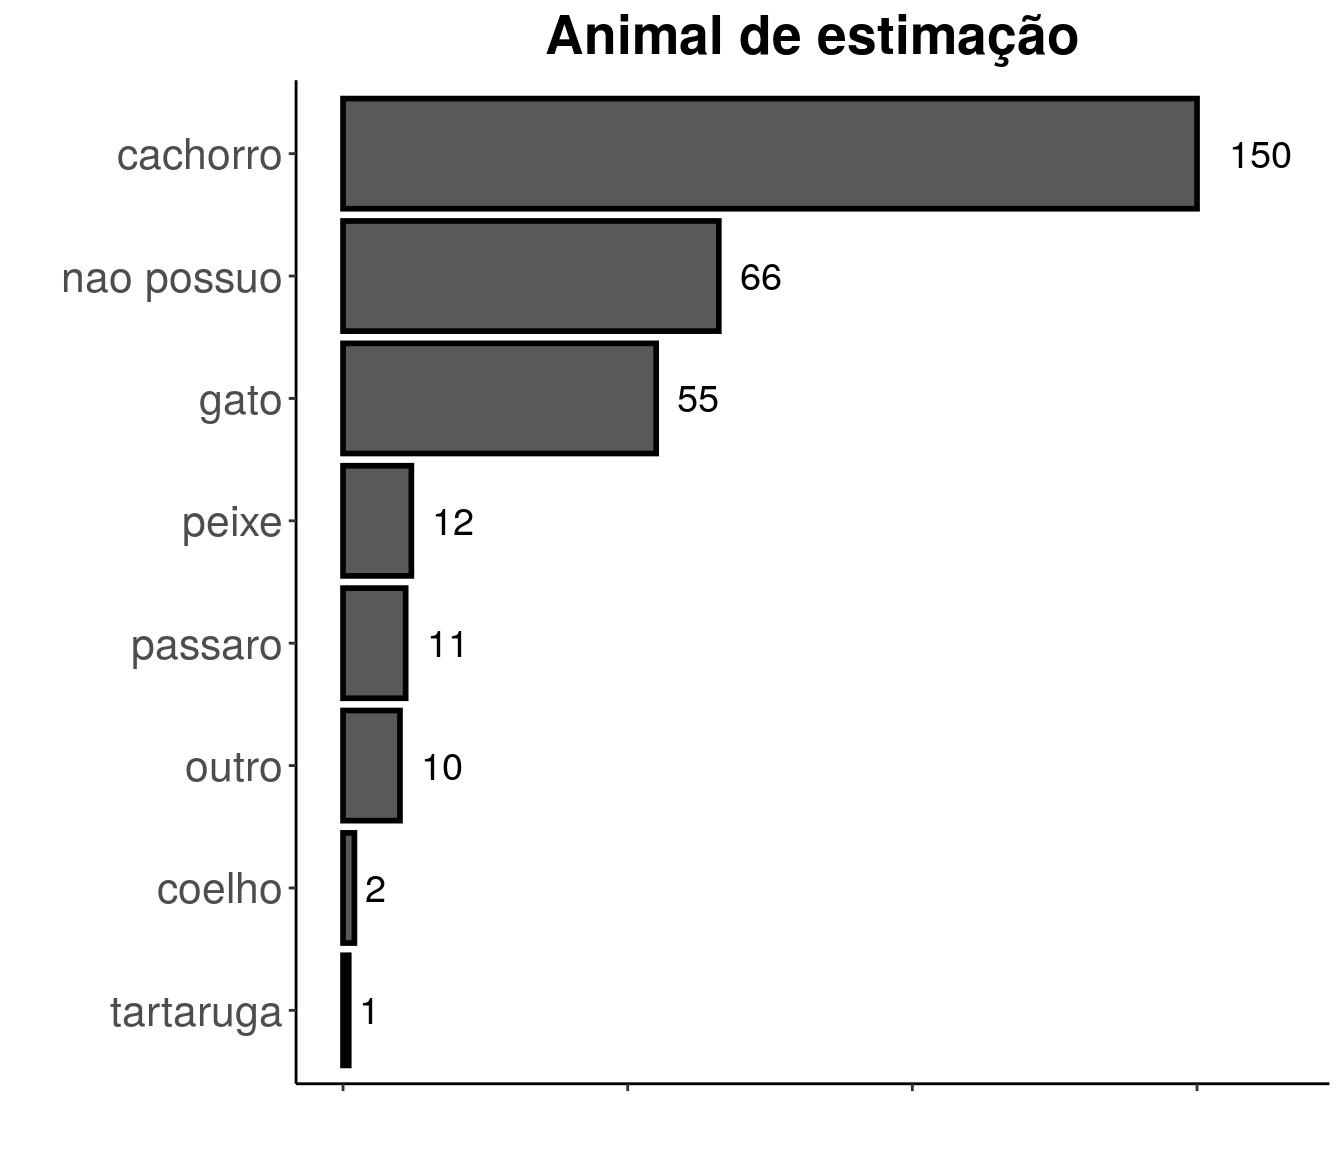 Animal de estimação
cachorro 150
nao possuo 66
gato 55
peixe 12
passaro 11
outro 10
coelho 2
tartaruga 1